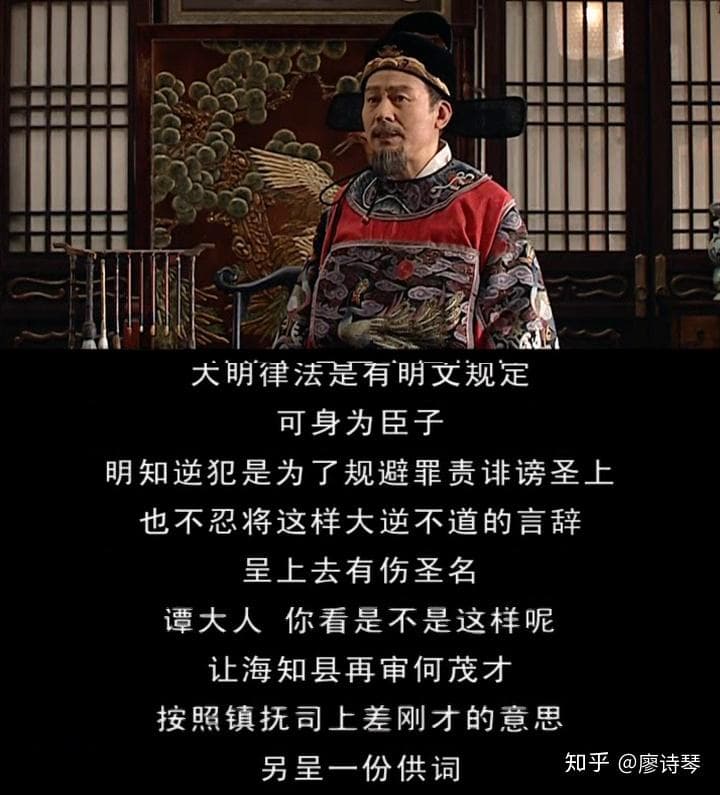 大明律法是有明文规定
可身为臣子
明知逆犯是为了规避罪责诽谤圣上
也不忍将这样大逆不道的言辞
呈上去有伤圣名
谭大人 你看是不是这样呢
让海知县再审何茂才
按照镇抚司上差刚才的意思
另呈一份供词
知乎 @廖诗琴